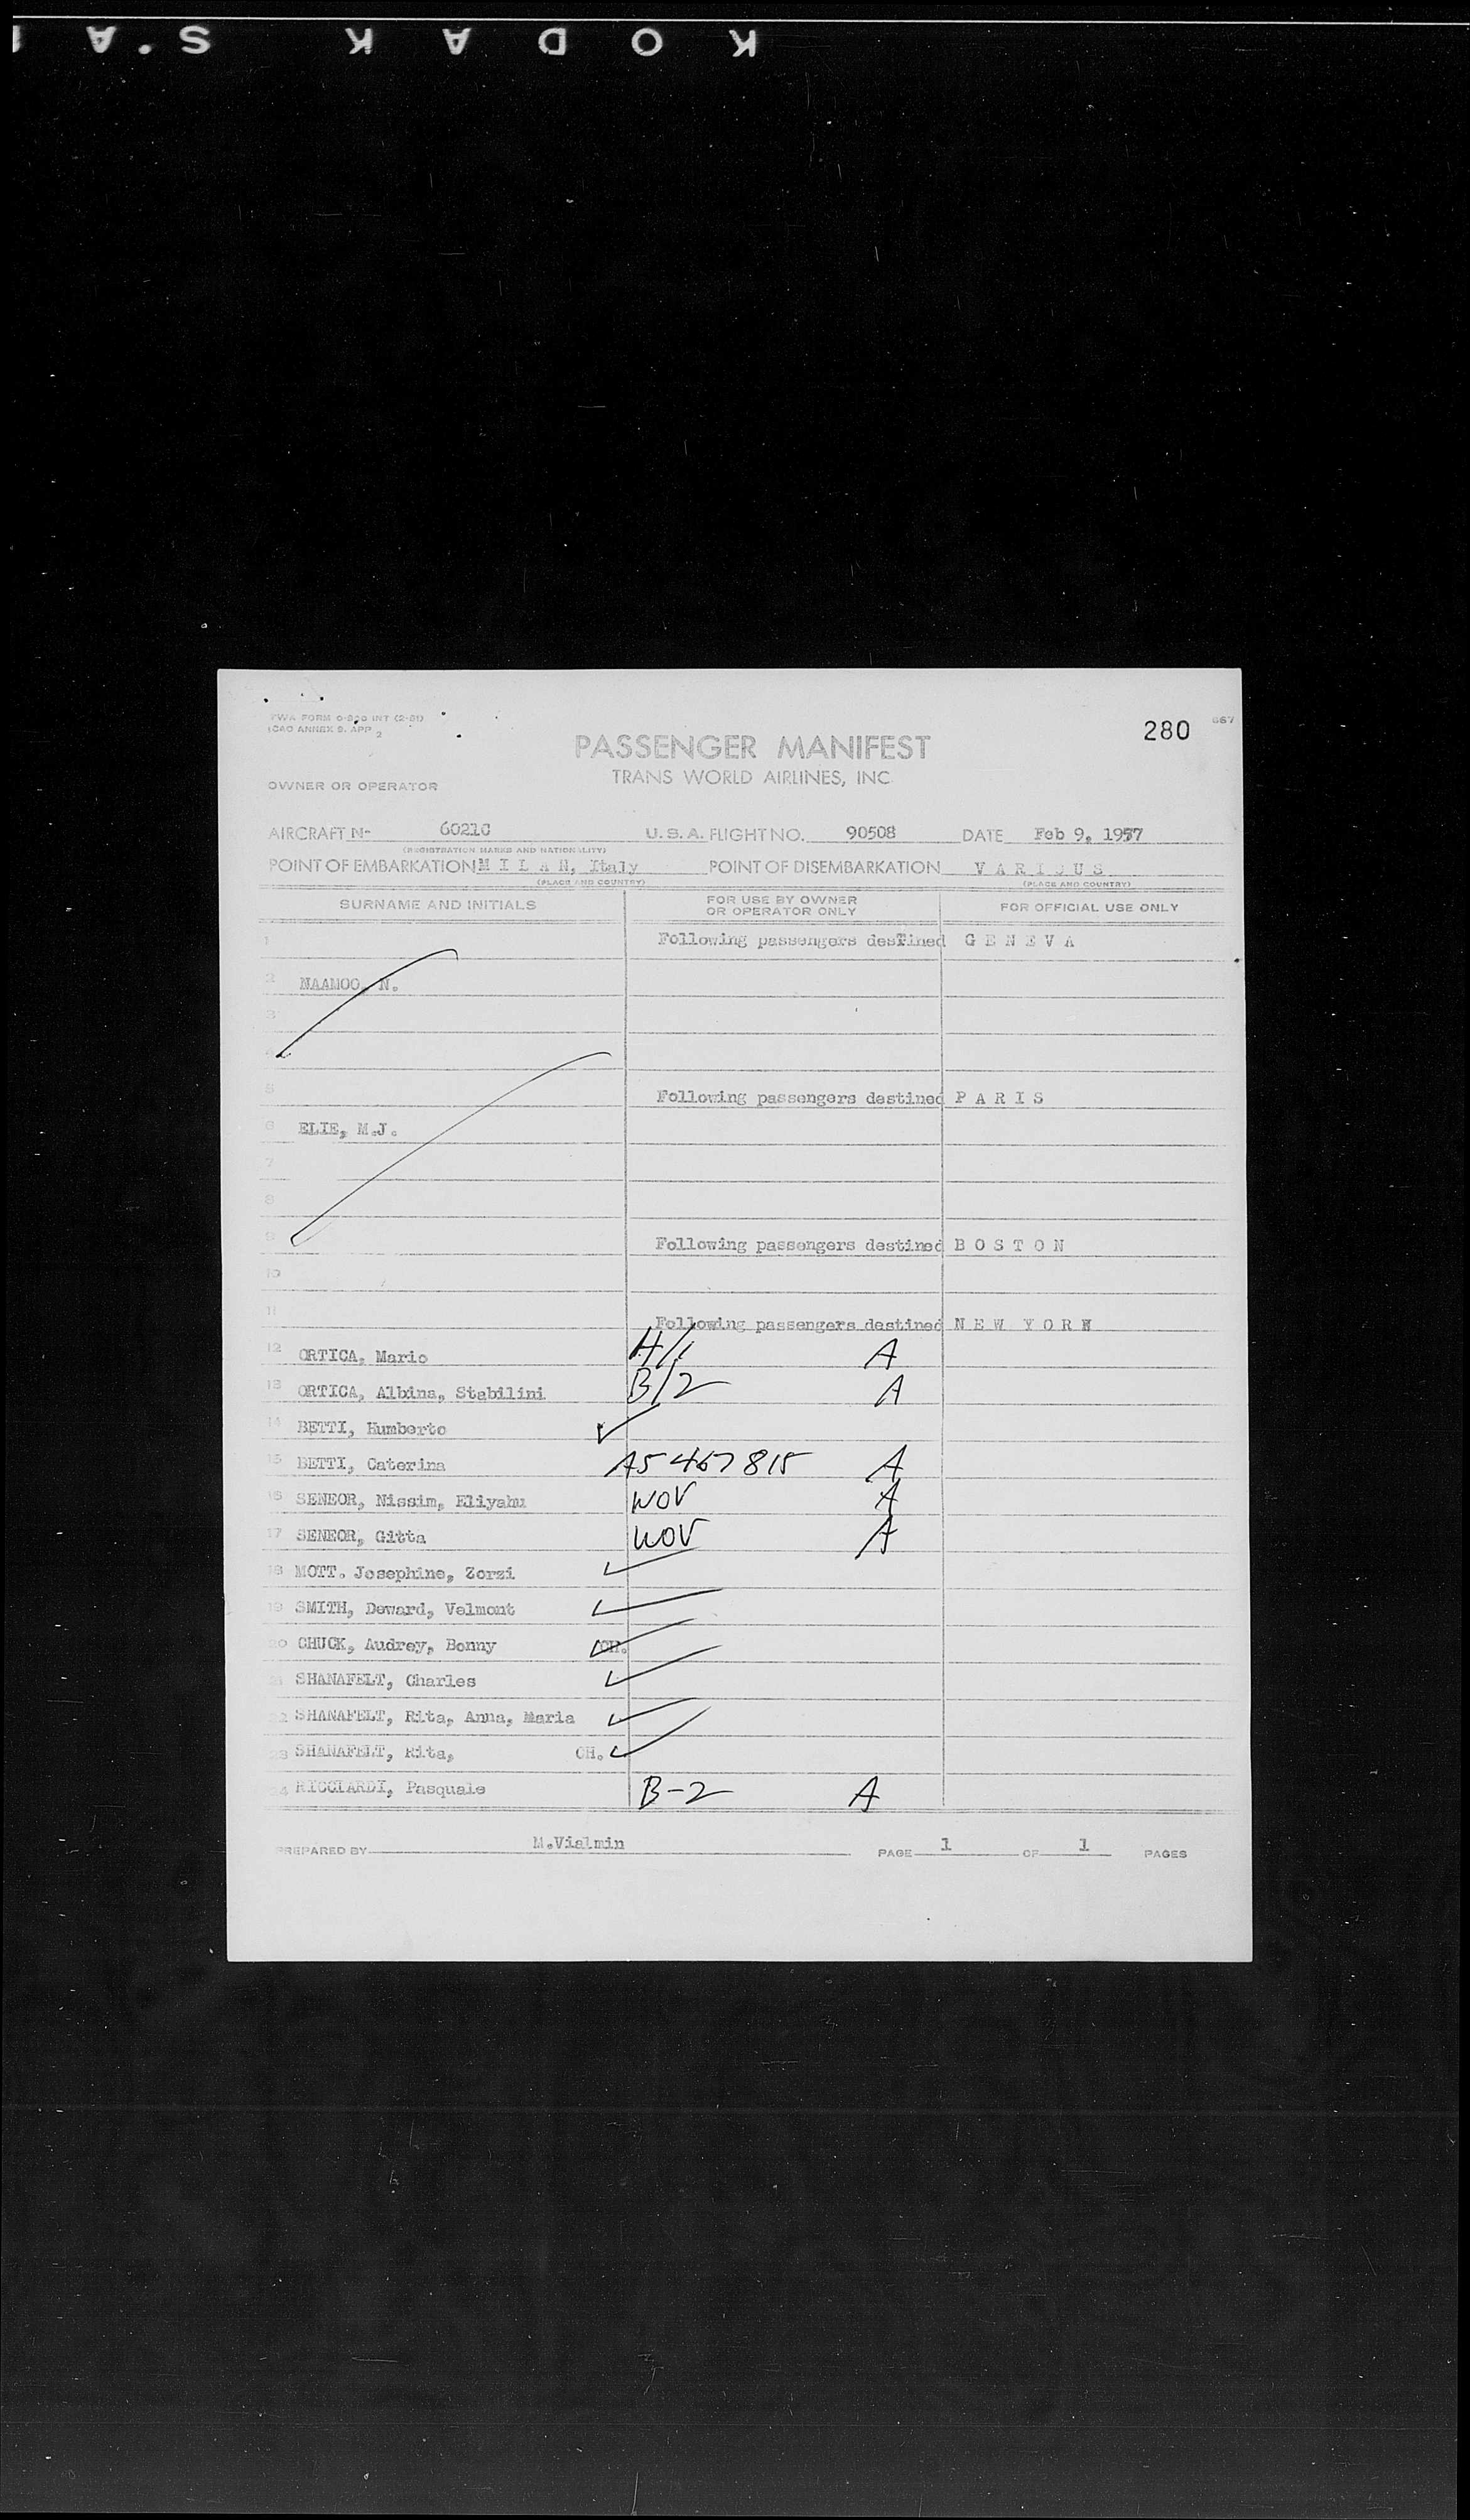 KODAK S.A
TWA FORM 0-800 INT (2-51)
ICAO ANNEX 9. APP 2
280
667
PASSENGER MANIFEST
TRANS WORLD AIRLINES, INC
OWNER OR OPERATOR
AIRCRAFT N- 6021C U.S.A. FLIGHT NO. 90508 DATE Feb 9, 1957
(REGISTRATION MARKS AND NATIONALITY)
POINT OF EMBARKATION M I L A N, Italy POINT OF DISEMBARKATION V A R I O U S
(PLACE AND COUNTRY) (PLACE AND COUNTRY)
SURNAME AND INITIALS FOR USE BY OWNER OR OPERATOR ONLY FOR OFFICIAL USE ONLY
1 Following passengers desTined G E N E V A
2 NAAMOO, N.
3
4
5 Following passengers destined P A R I S
6 ELIE, M.J.
7
8
9 Following passengers destined B O S T O N
10
11 Following passengers destined N E W Y O R K
12 ORTICA, Mario H/1 A
13 ORTICA, Albina, Stabilini B/2 A
14 BETTI, Humberto ✓
15 BETTI, Caterina A5 467 815 A
16 SENEOR, Nissim, Eliyahu WOV A
17 SENEOR, Gitta WOV A
18 MOTT. Josephine, Zorzi ✓
19 SMITH, Deward, Velmont ✓
20 CHUCK, Audrey, Bonny CH. ✓
21 SHANAFELT, Charles ✓
22 SHANAFELT, Rita, Anna, Maria ✓
23 SHANAFELT, Rita, CH. ✓
24 RICCIARDI, Pasquale B-2 A
PREPARED BY M.Vialmin PAGE 1 OF 1 PAGES